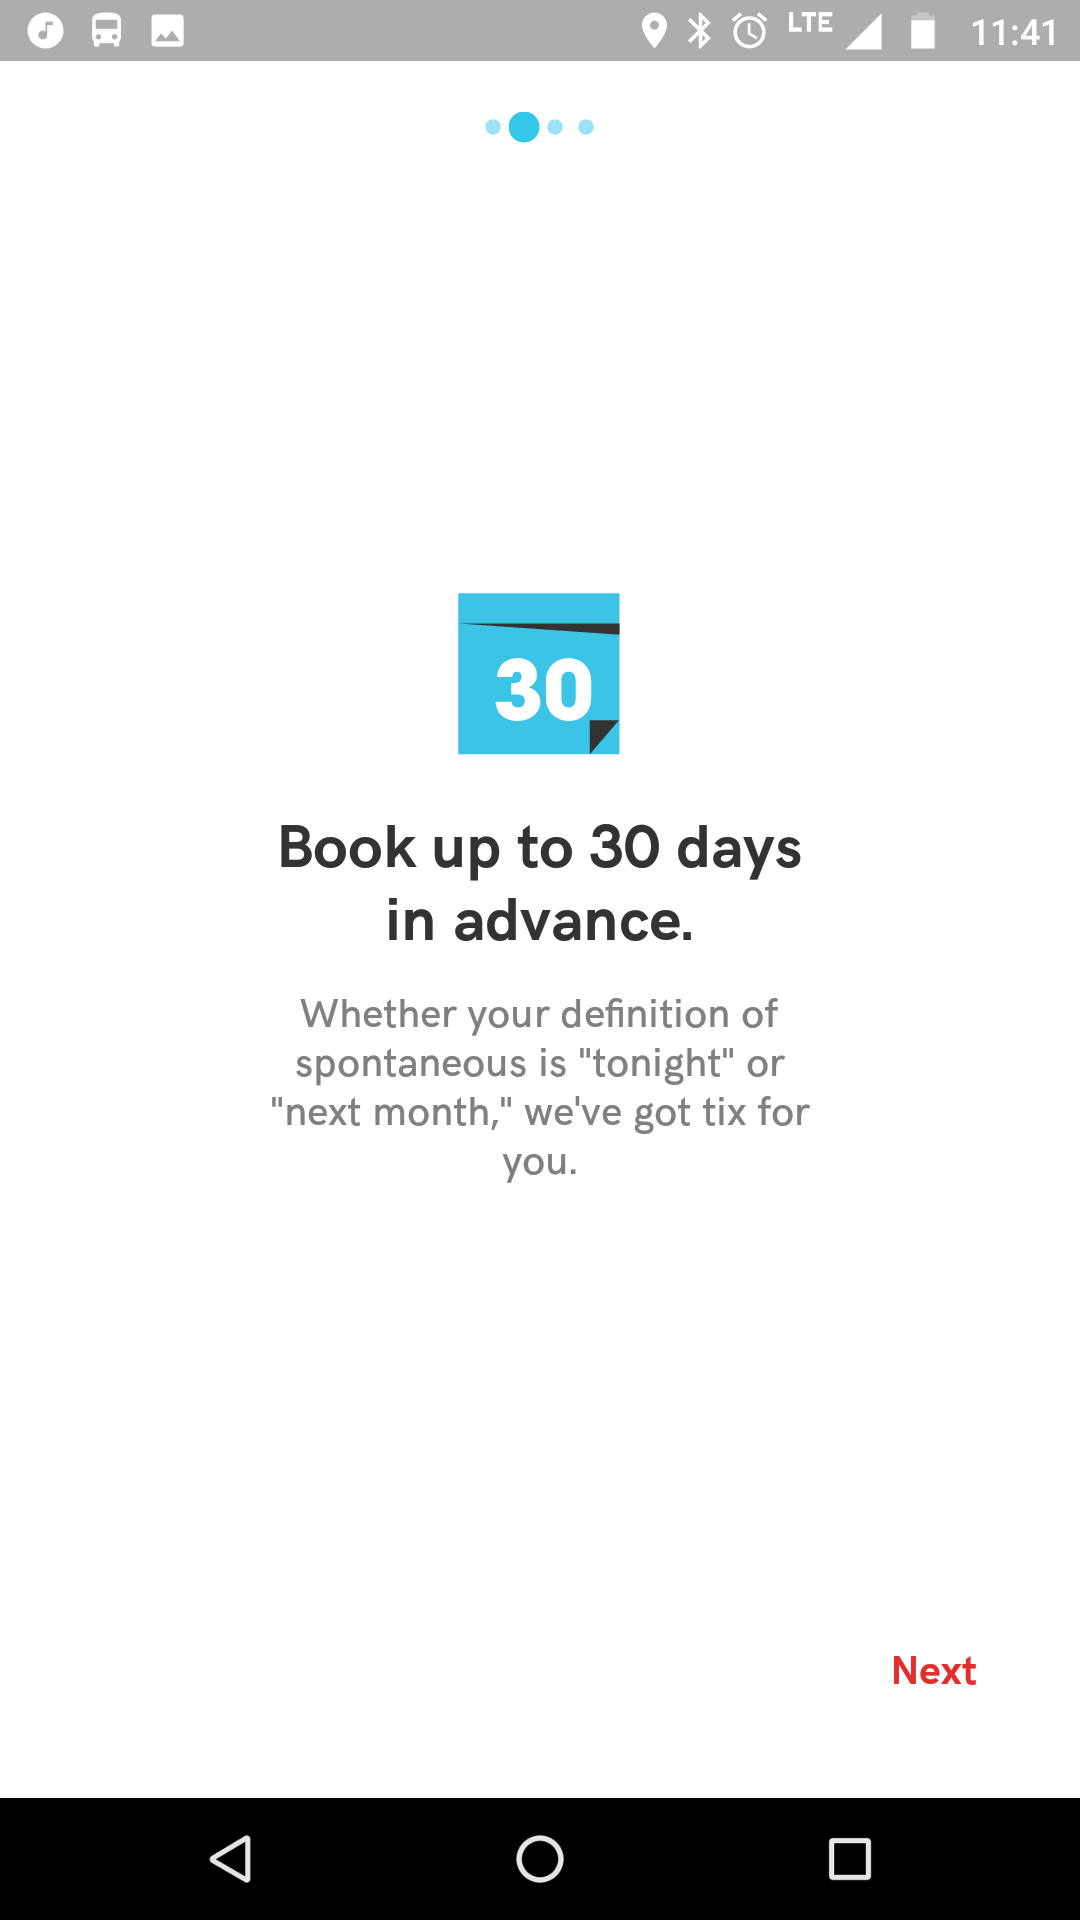 LTE 11:41
30
Book up to 30 days
in advance.
Whether your definition of
spontaneous is "tonight" or
"next month," we've got tix for
you.
Next